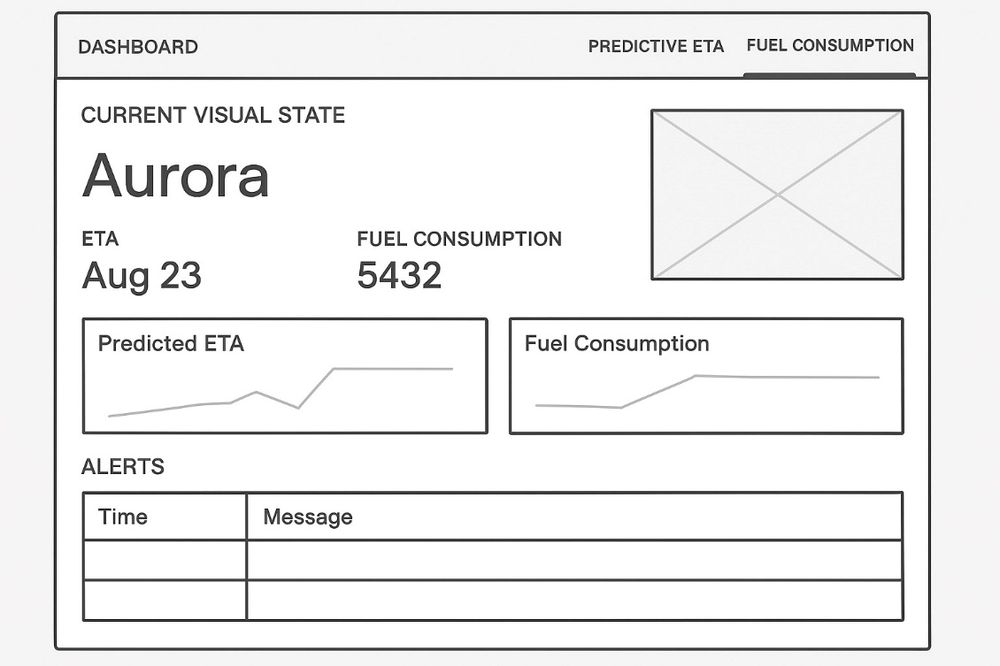 DASHBOARD
PREDICTIVE ETA
FUEL CONSUMPTION
CURRENT VISUAL STATE
Aurora
ETA
Aug 23
FUEL CONSUMPTION
5432
Predicted ETA
Fuel Consumption
ALERTS
Time
Message